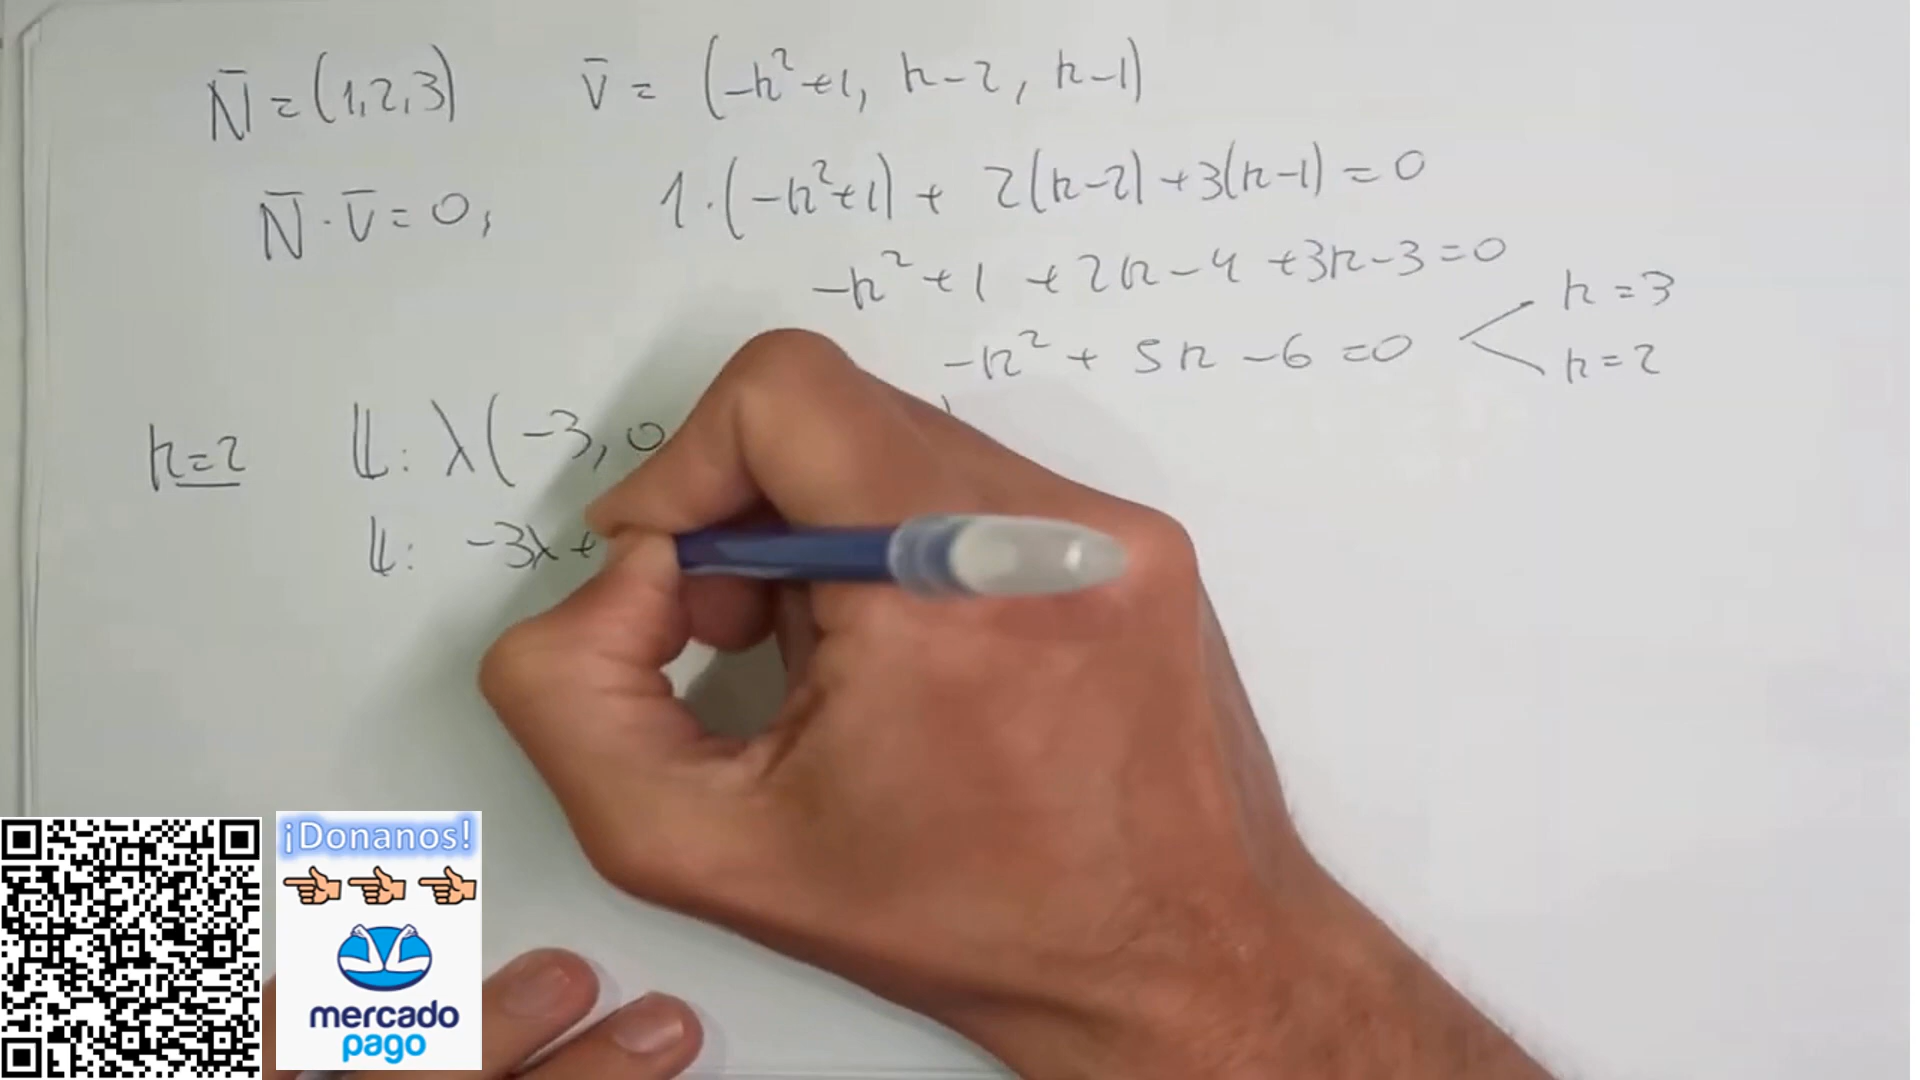 N̄ = (1,2,3) v̄ = (-k²+1, k-2, k-1)
N̄ · v̄ = 0, 1·(-k²+1) + 2(k-2) + 3(k-1) = 0
-k² + 1 + 2k - 4 + 3k - 3 = 0
-k² + 5k - 6 = 0 k = 3
k = 2
k=2 𝕃: λ(-3, 0
𝕃: -3λ +
¡Donanos!
mercado
pago